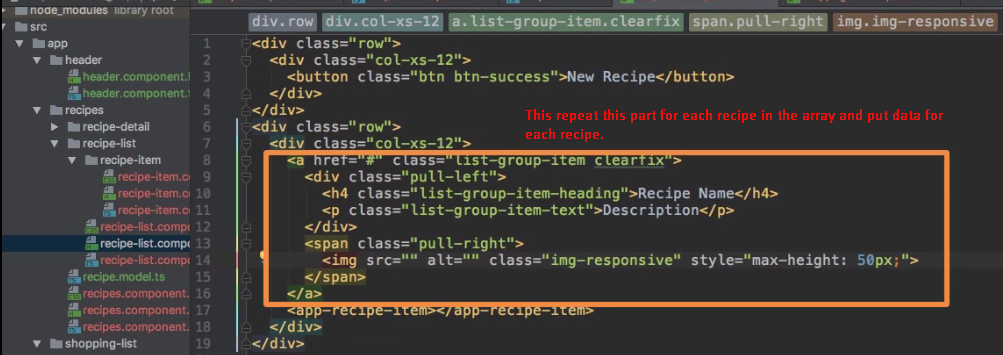 node_modules library root
src
app
header
header.component.
header.component.t
recipes
recipe-detail
recipe-list
recipe-item
recipe-item.co
recipe-item.co
recipe-item.co
recipe-list.compo
recipe-list.compo
recipe-list.compo
recipe.model.ts
recipes.component.
recipes.component.
recipes.component.
shopping-list
div.row div.col-xs-12 a.list-group-item.clearfix span.pull-right img.img-responsive
1 <div class="row">
2 <div class="col-xs-12">
3 <button class="btn btn-success">New Recipe</button>
4 </div>
5 </div>
6 <div class="row">
7 <div class="col-xs-12">
8 <a href="#" class="list-group-item clearfix">
9 <div class="pull-left">
10 <h4 class="list-group-item-heading">Recipe Name</h4>
11 <p class="list-group-item-text">Description</p>
12 </div>
13 <span class="pull-right">
14 <img src="" alt="" class="img-responsive" style="max-height: 50px;">
15 </span>
16 </a>
17 <app-recipe-item></app-recipe-item>
18 </div>
19 </div>
This repeat this part for each recipe in the array and put data for
each recipe.